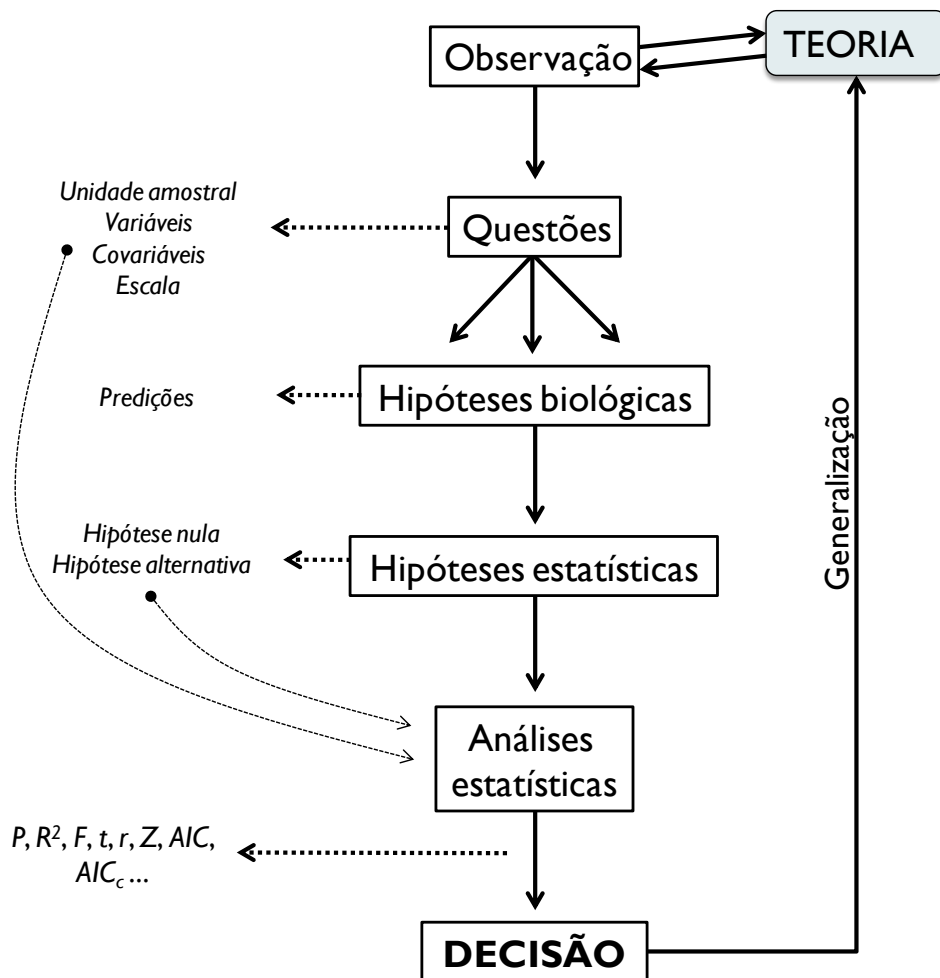 Observação
TEORIA
Unidade amostral
Variáveis
Covariáveis
Escala
Questões
Predições
Hipóteses biológicas
Generalização
Hipótese nula
Hipótese alternativa
Hipóteses estatísticas
Análises
estatísticas
P, R², F, t, r, Z, AIC,
AICc ...
DECISÃO